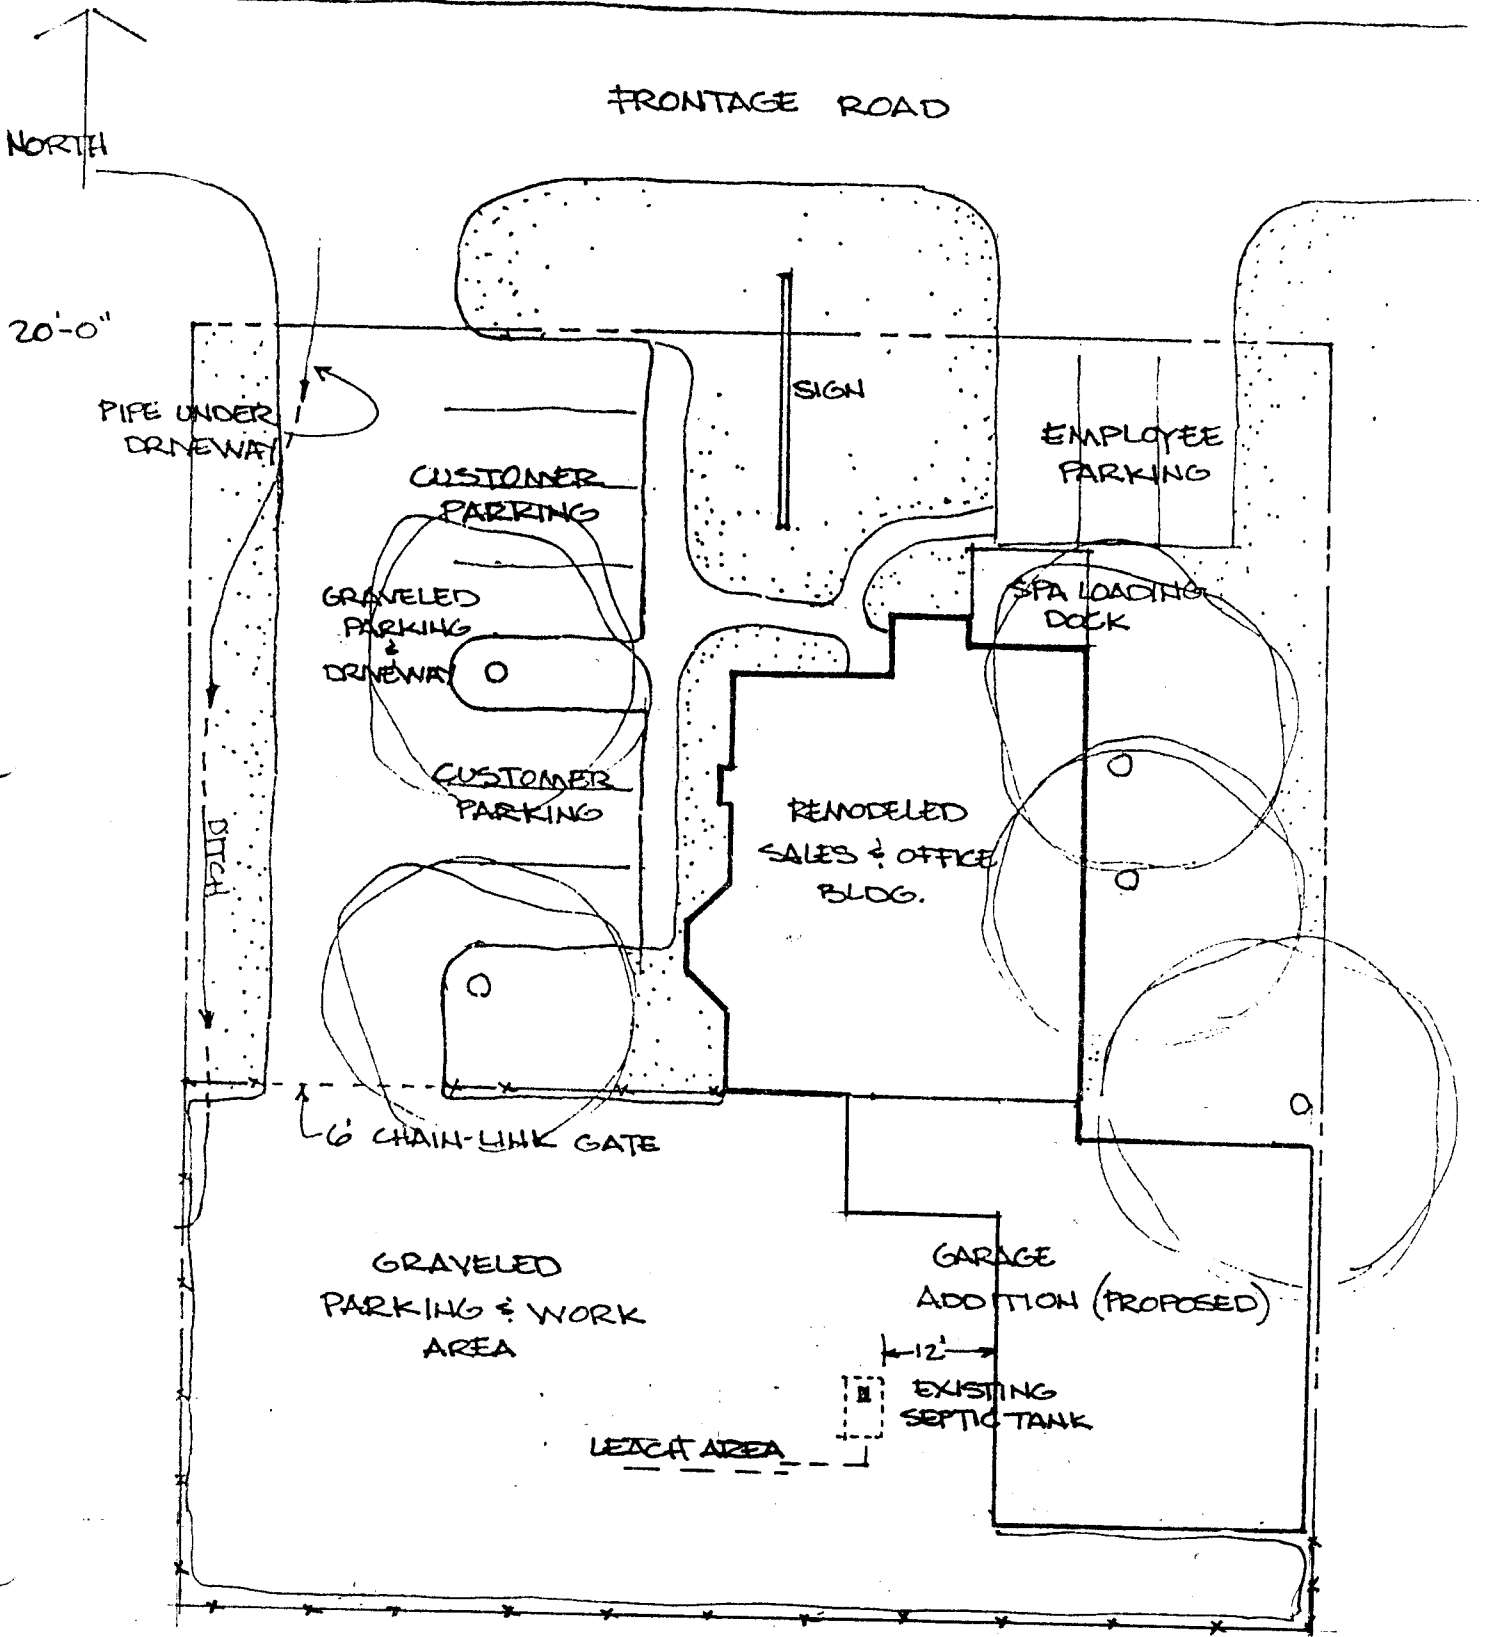 FRONTAGE ROAD
NORTH
20'-0"
SIGN
PIPE UNDER
DRIVEWAY
EMPLOYEE
PARKING
CUSTOMER
PARKING
GRAVELED
PARKING
&
DRIVEWAY
SPA LOADING
DOCK
CUSTOMER
PARKING
REMODELED
SALES & OFFICE
BLDG.
DITCH
6' CHAIN-LINK GATE
GRAVELED
PARKING & WORK
AREA
GARAGE
ADDITION (PROPOSED)
12'
EXISTING
SEPTIC TANK
LEACH AREA